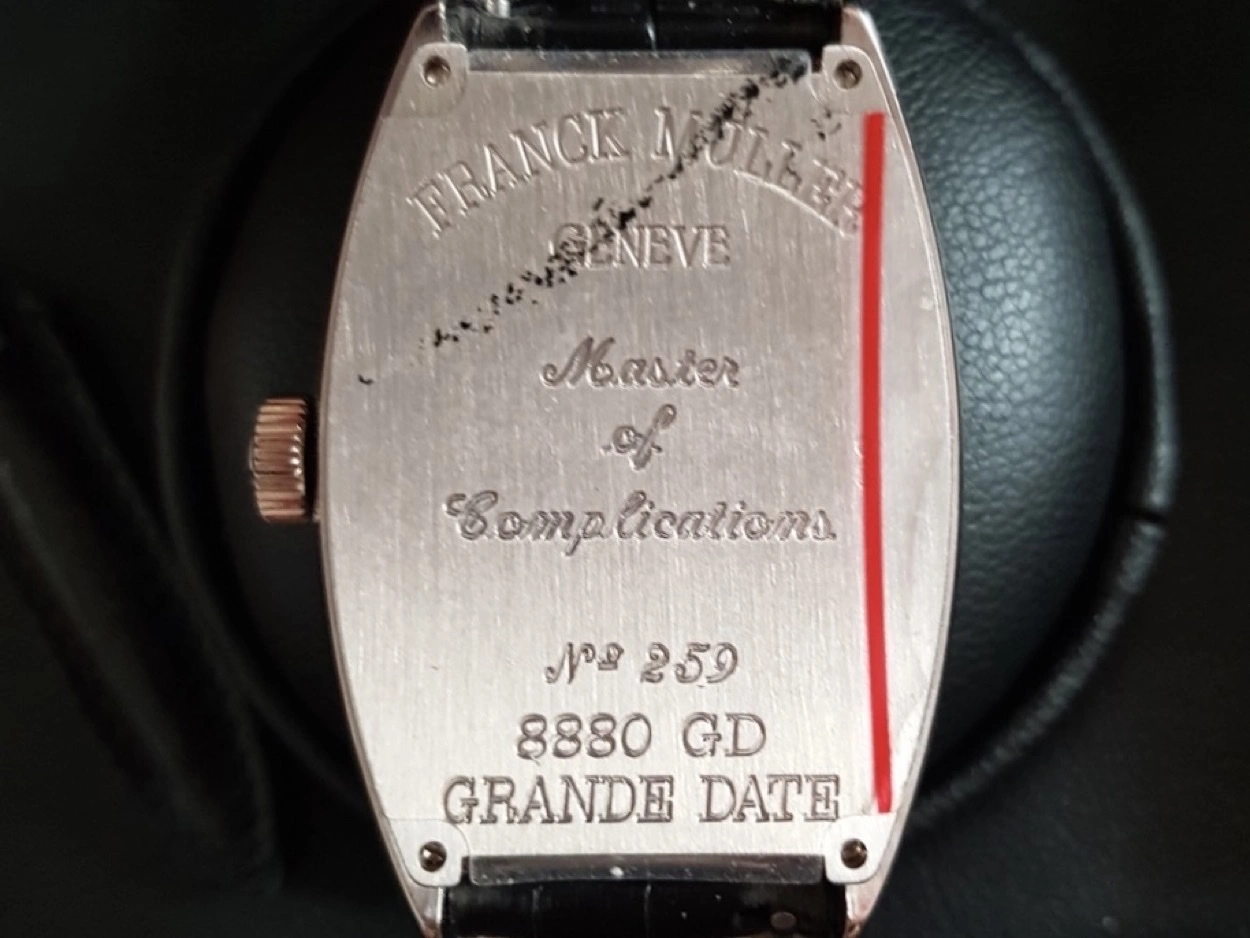 FRANCK MULLER
GENEVE
Master
of
Complications
Nº 259
8880 GD
GRANDE DATE